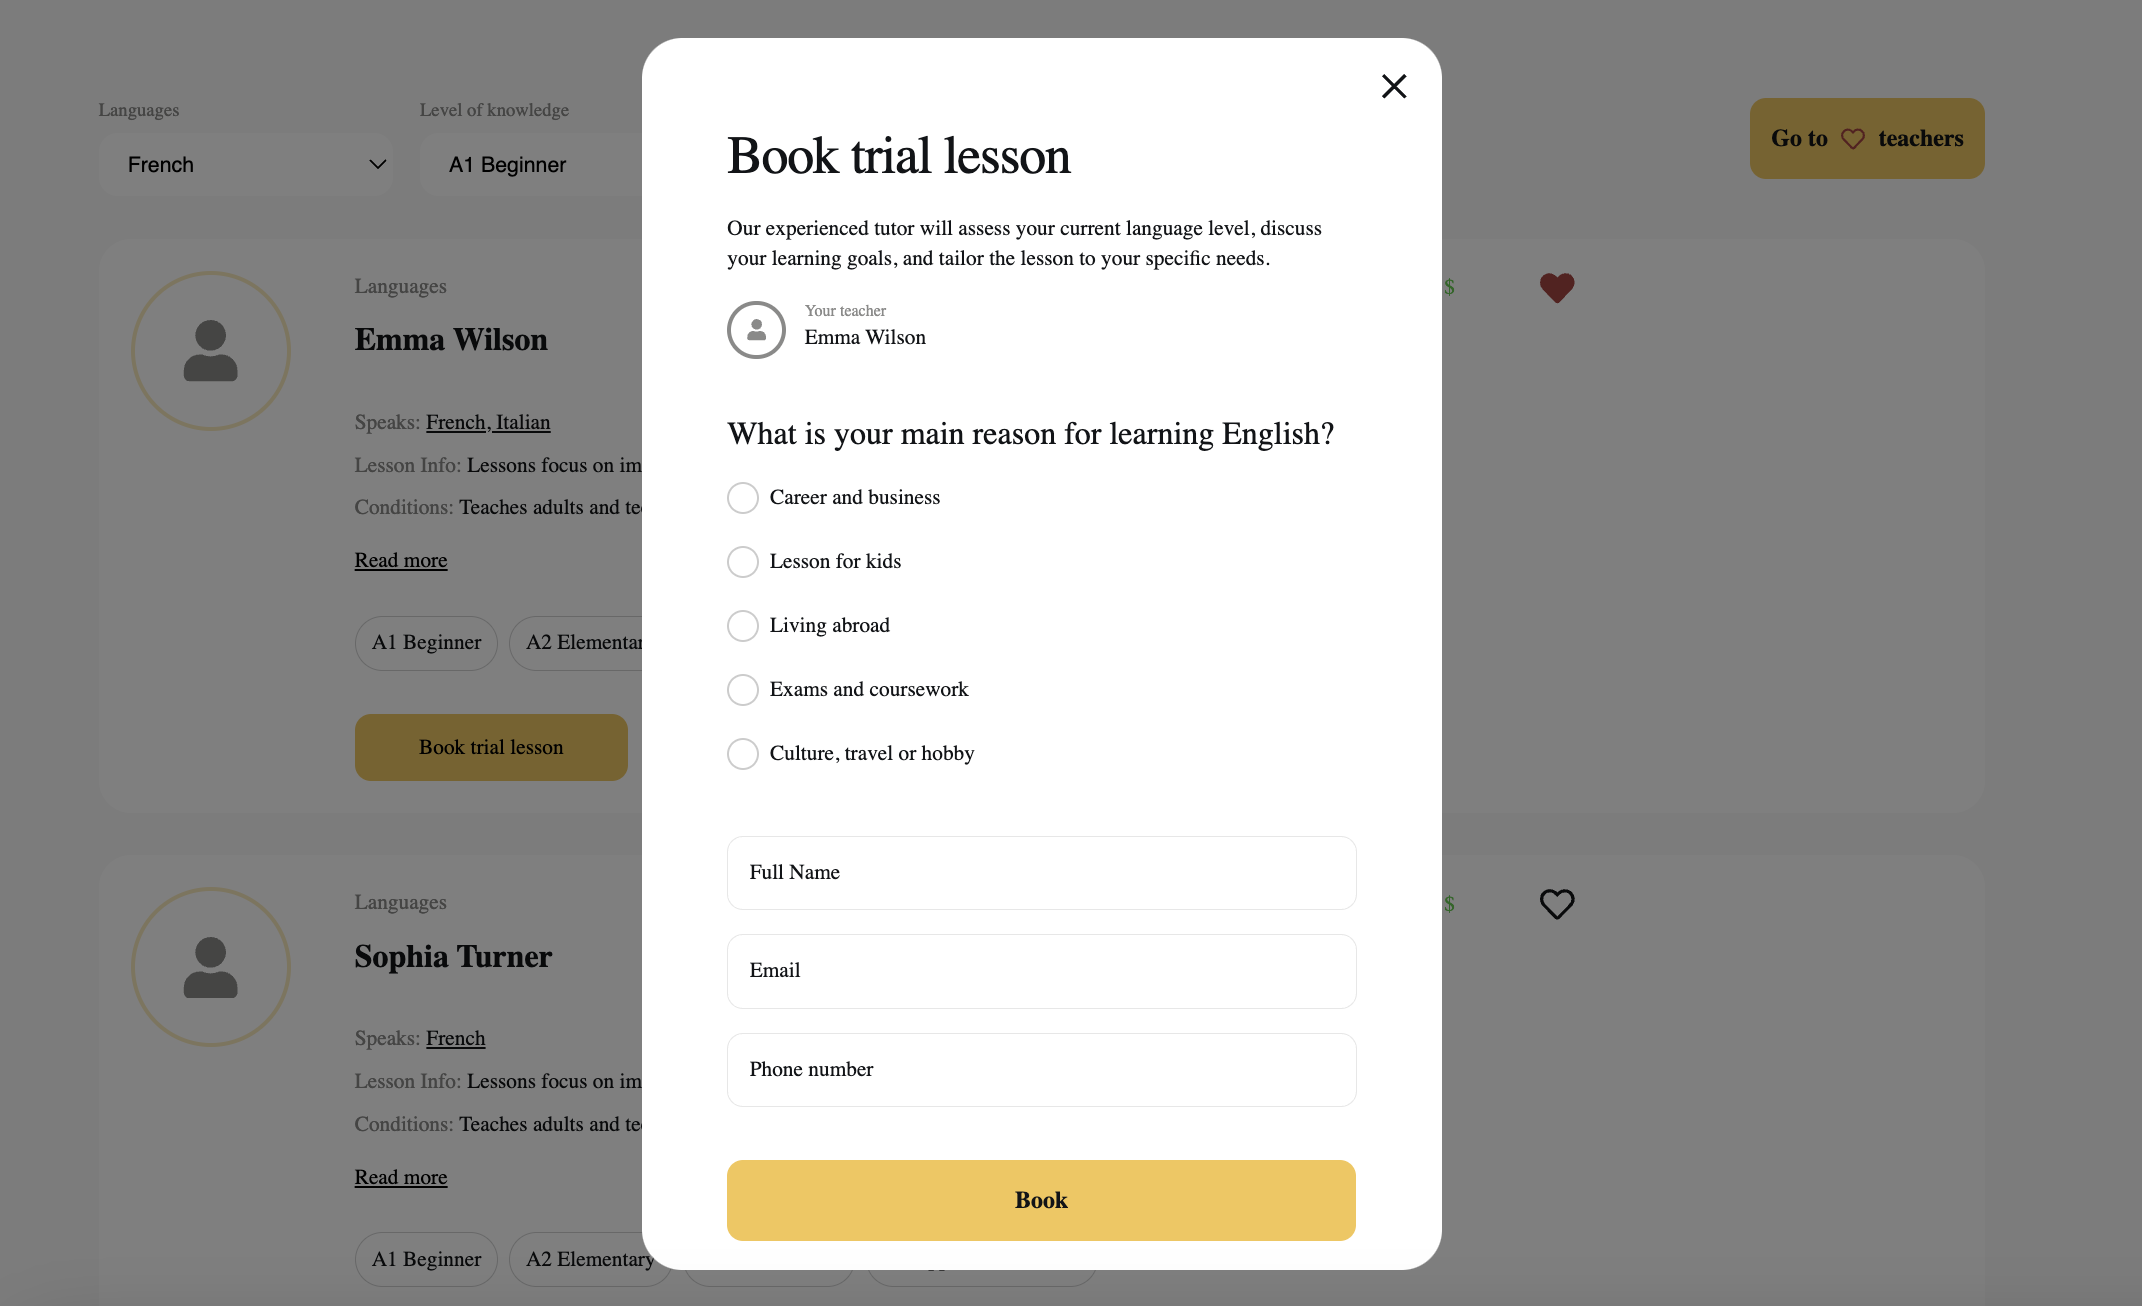 Languages
French
Level of knowledge
A1 Beginner
Go to teachers
Languages
Emma Wilson
Speaks: French, Italian
Lesson Info: Lessons focus on im
Conditions: Teaches adults and
Read more
A1 Beginner
A2 Elementar
Book trial lesson
$
Languages
Sophia Turner
Speaks: French
Lesson Info: Lessons focus on im
Conditions: Teaches adults and
Read more
A1 Beginner
A2 Elementary
$
Book trial lesson
Our experienced tutor will assess your current language level, discuss
your learning goals, and tailor the lesson to your specific needs.
Your teacher
Emma Wilson
What is your main reason for learning English?
Career and business
Lesson for kids
Living abroad
Exams and coursework
Culture, travel or hobby
Full Name
Email
Phone number
Book